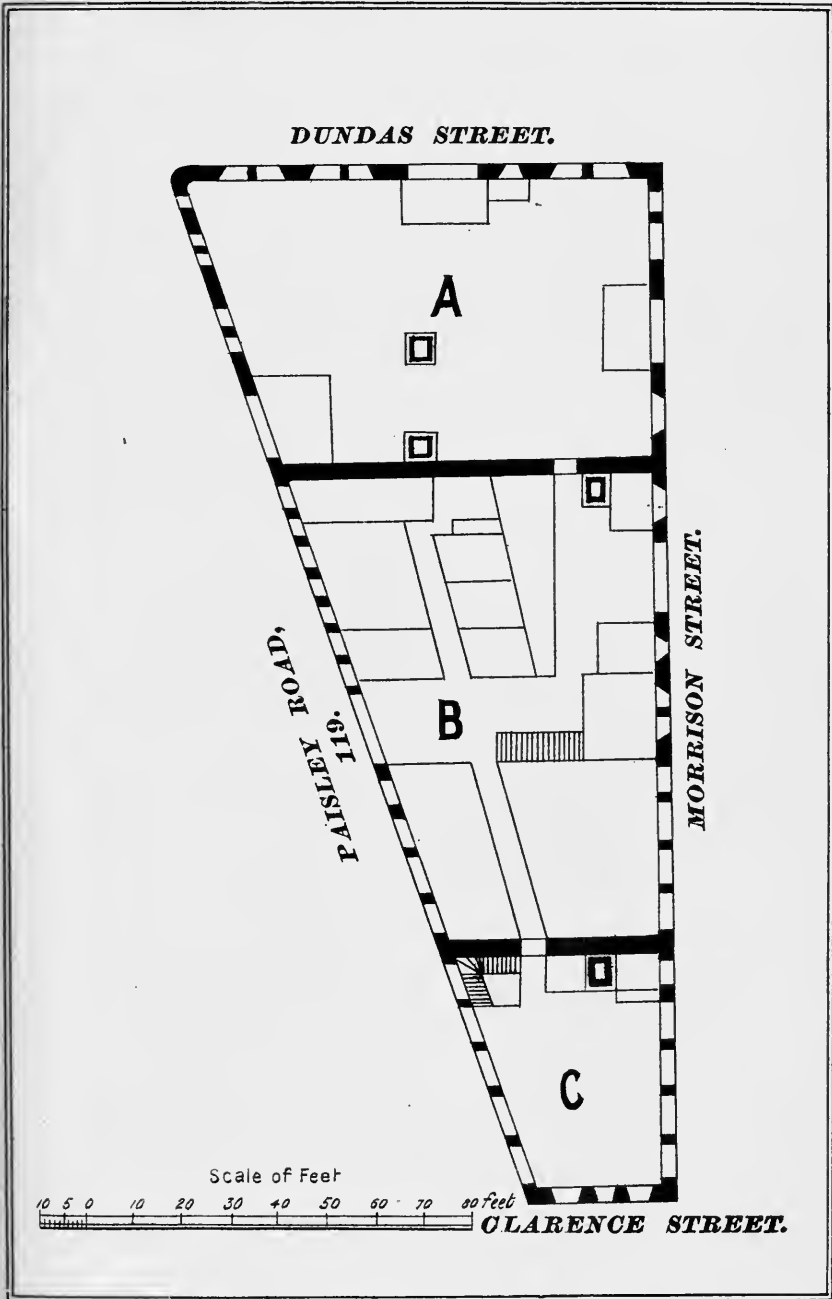 DUNDAS STREET.
A
PAISLEY ROAD,
119.
B
MORRISON STREET.
C
Scale of Feet
10 5 0 10 20 30 40 50 60 70 80 feet
CLARENCE STREET.